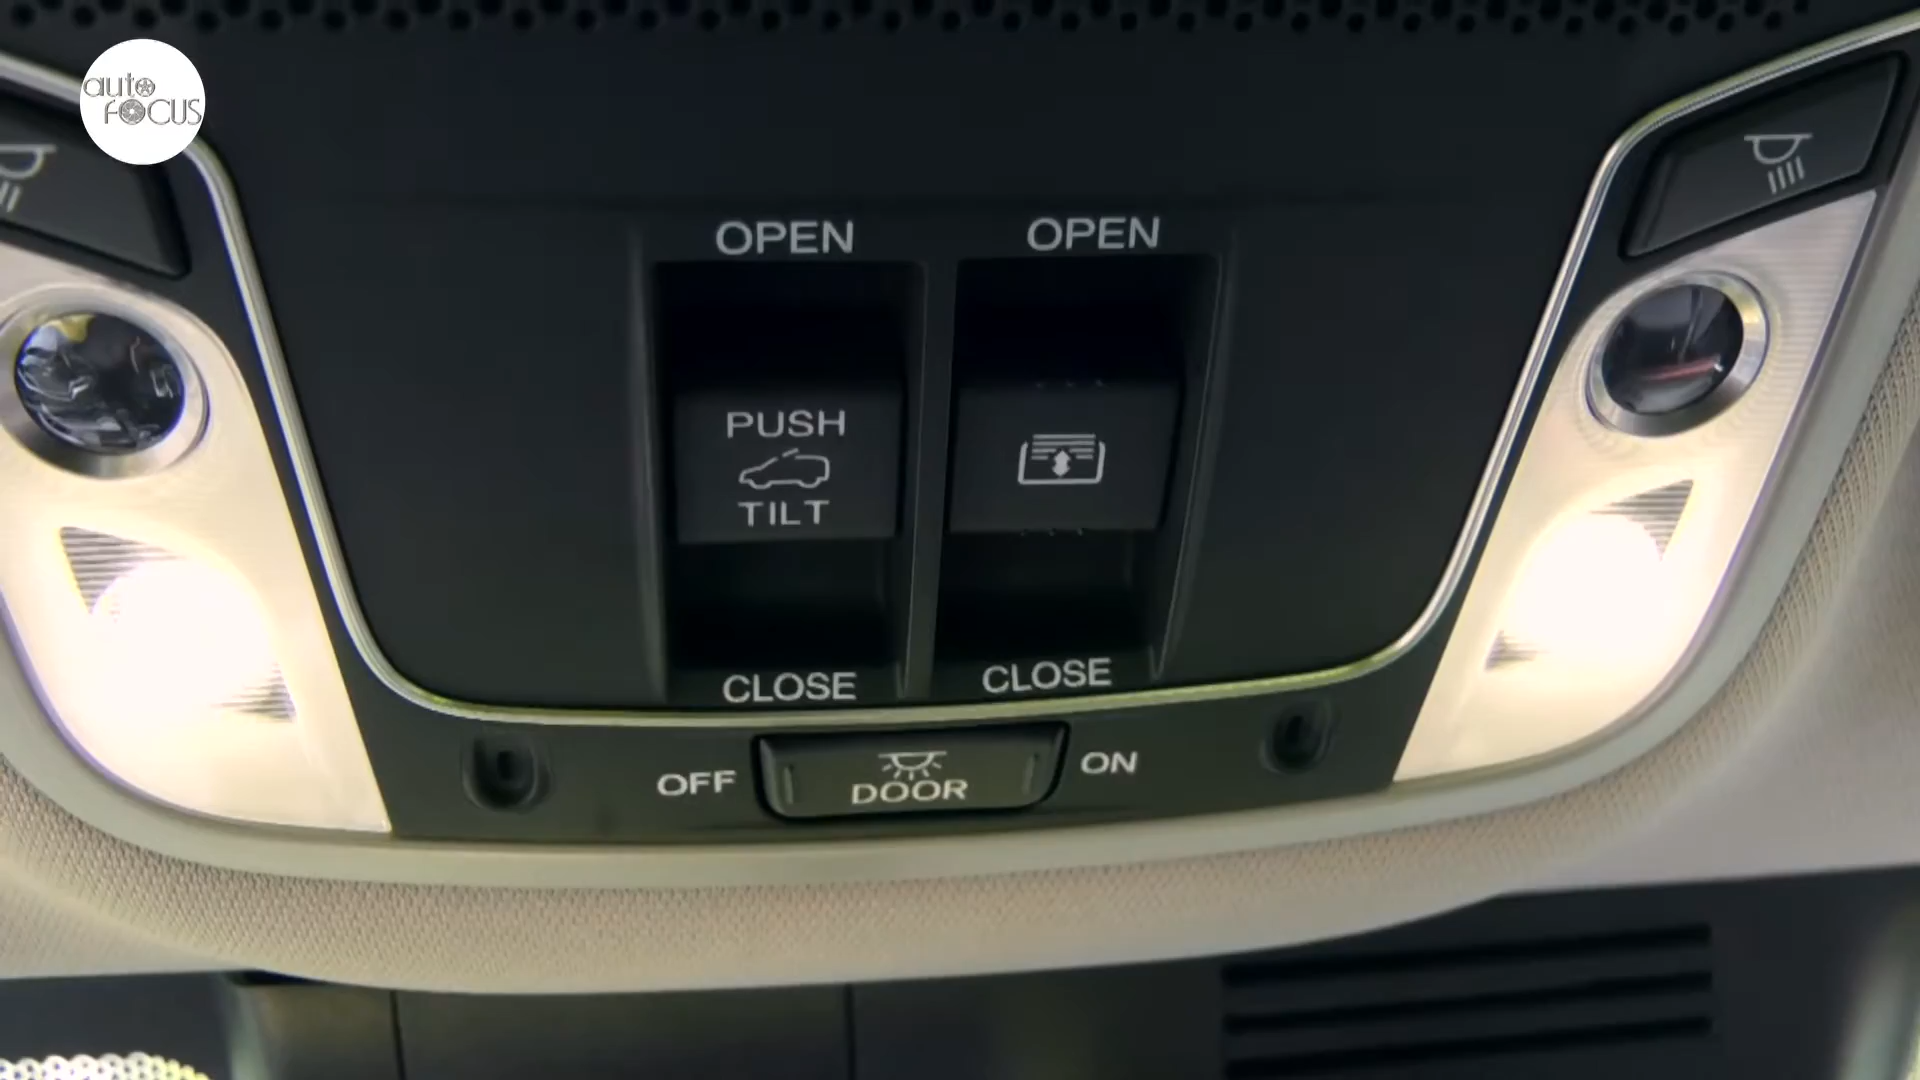 auto
FOCUS
OPEN
OPEN
PUSH
TILT
CLOSE
CLOSE
OFF
DOOR
ON